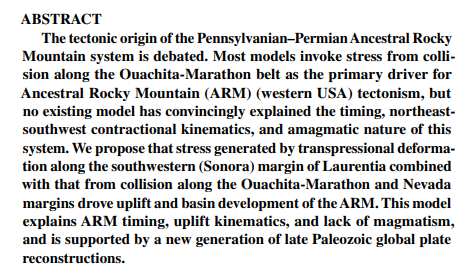 ABSTRACT
The tectonic origin of the Pennsylvanian–Permian Ancestral Rocky
Mountain system is debated. Most models invoke stress from colli-
sion along the Ouachita-Marathon belt as the primary driver for
Ancestral Rocky Mountain (ARM) (western USA) tectonism, but
no existing model has convincingly explained the timing, northeast-
southwest contractional kinematics, and amagmatic nature of this
system. We propose that stress generated by transpressional deforma-
tion along the southwestern (Sonora) margin of Laurentia combined
with that from collision along the Ouachita-Marathon and Nevada
margins drove uplift and basin development of the ARM. This model
explains ARM timing, uplift kinematics, and lack of magmatism,
and is supported by a new generation of late Paleozoic global plate
reconstructions.